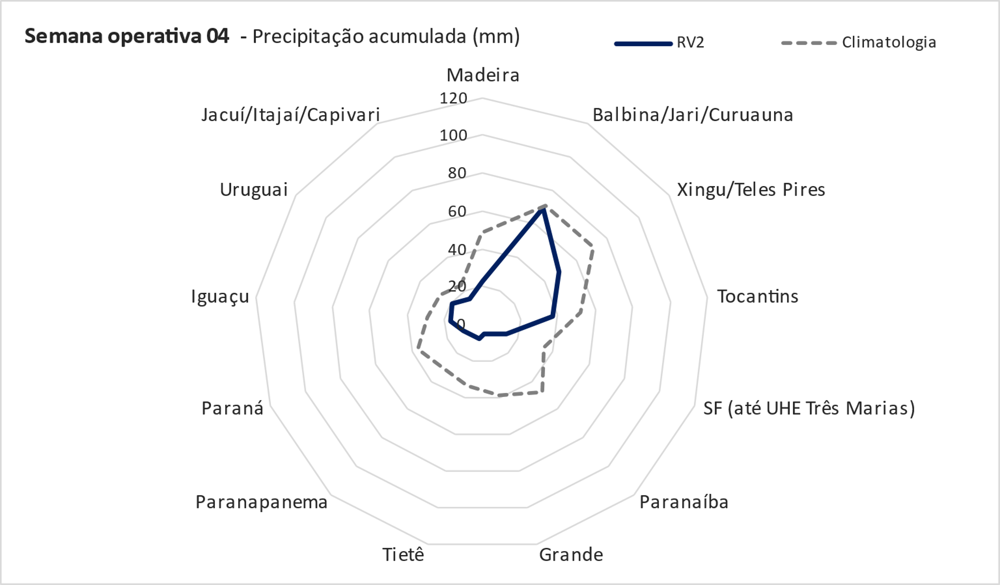 Semana operativa 04 - Precipitação acumulada (mm)
RV2
Climatologia
Madeira
120
Jacuí/Itajaí/Capivari
Balbina/Jari/Curuauna
100
80
Uruguai
Xingu/Teles Pires
60
40
20
Iguaçu
Tocantins
0
Paraná
SF (até UHE Três Marias)
Paranapanema
Paranaíba
Tietê
Grande